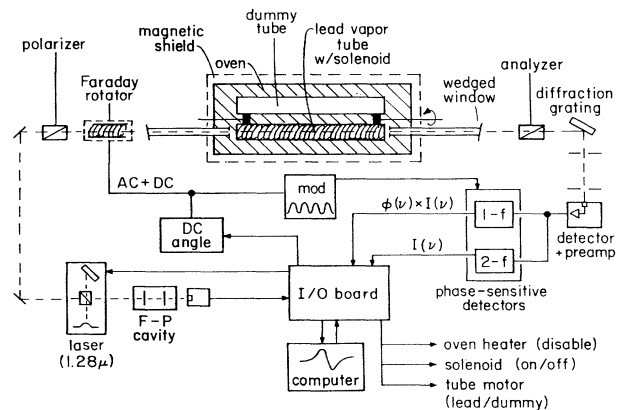 dummy
tube
magnetic
shield
lead vapor
tube
w/solenoid
oven
polarizer
Faraday
rotator
wedged
window
analyzer
diffraction
grating
AC+DC
mod
DC
angle
ϕ(ν)×I(ν)
I(ν)
1-f
2-f
phase-sensitive
detectors
detector
+preamp
I/O board
laser
(1.28μ)
F-P
cavity
computer
oven heater (disable)
solenoid (on/off)
tube motor
(lead/dummy)